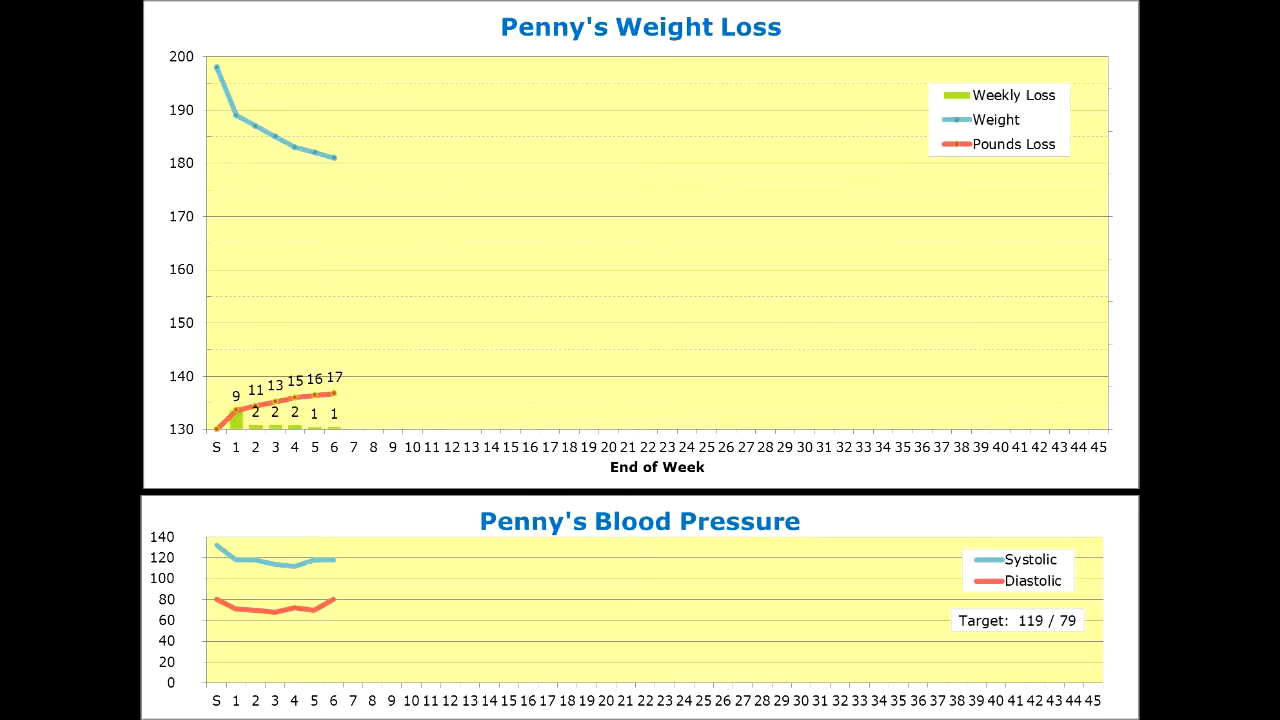 Penny's Weight Loss
200
190
180
170
160
150
140
130
Weekly Loss
Weight
Pounds Loss
9 11 13 15 16 17
2 2 2 1 1
S 1 2 3 4 5 6 7 8 9 10 11 12 13 14 15 16 17 18 19 20 21 22 23 24 25 26 27 28 29 30 31 32 33 34 35 36 37 38 39 40 41 42 43 44 45
End of Week
Penny's Blood Pressure
140
120
100
80
60
40
20
0
Systolic
Diastolic
Target: 119 / 79
S 1 2 3 4 5 6 7 8 9 10 11 12 13 14 15 16 17 18 19 20 21 22 23 24 25 26 27 28 29 30 31 32 33 34 35 36 37 38 39 40 41 42 43 44 45